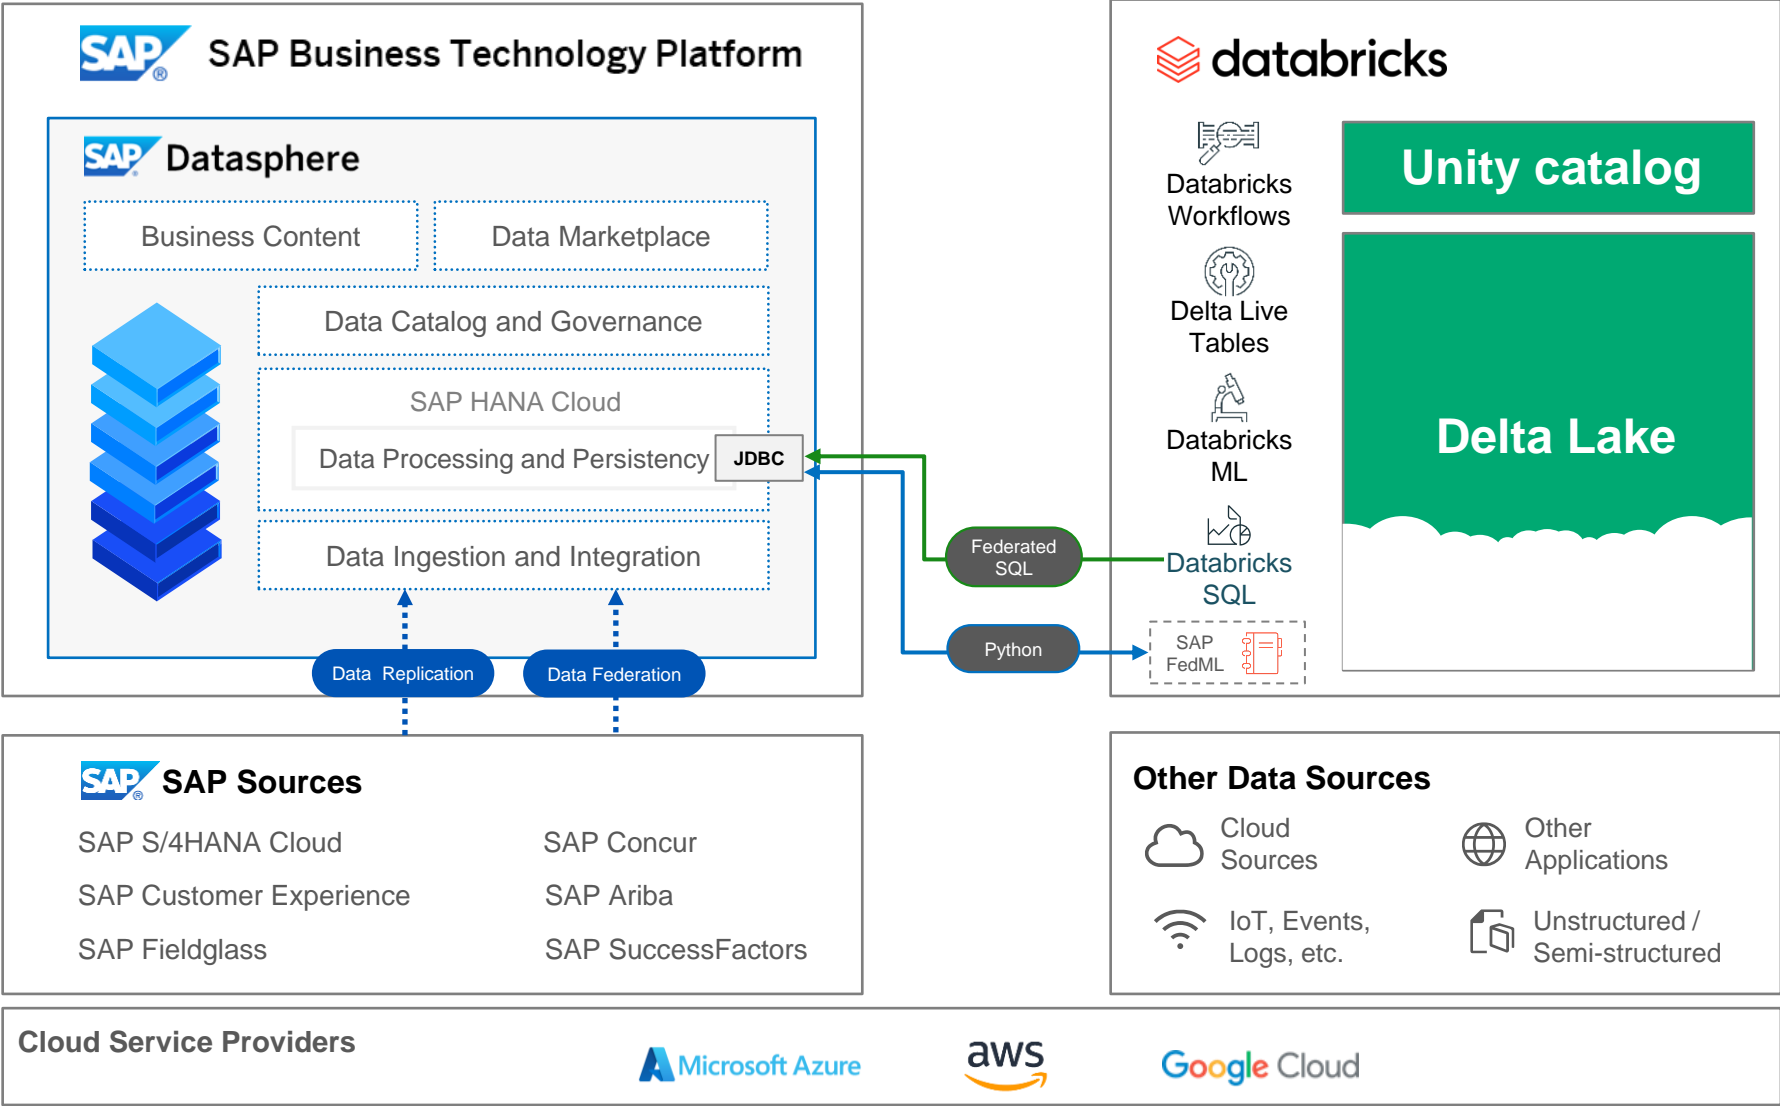 SAP® SAP Business Technology Platform
SAP® Datasphere
Business Content
Data Marketplace
Data Catalog and Governance
SAP HANA Cloud
Data Processing and Persistency
JDBC
Data Ingestion and Integration
Data Replication
Data Federation
Federated
SQL
Python
databricks
Databricks
Workflows
Delta Live
Tables
Databricks
ML
Databricks
SQL
SAP
FedML
Unity catalog
Delta Lake
SAP® SAP Sources
SAP S/4HANA Cloud
SAP Concur
SAP Customer Experience
SAP Ariba
SAP Fieldglass
SAP SuccessFactors
Other Data Sources
Cloud
Sources
Other
Applications
IoT, Events,
Logs, etc.
Unstructured /
Semi-structured
Cloud Service Providers
Microsoft Azure
aws
Google Cloud